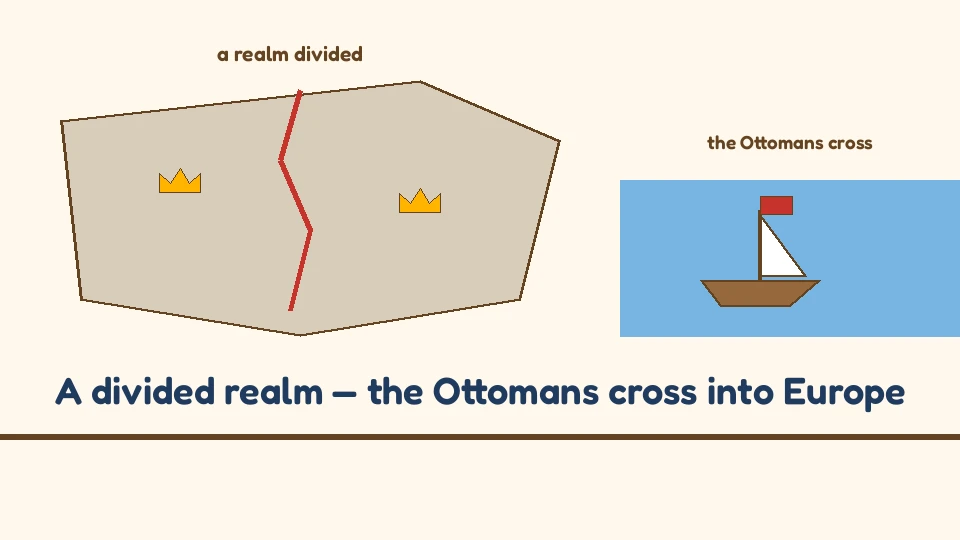 a realm divided
the Ottomans cross
A divided realm — the Ottomans cross into Europe